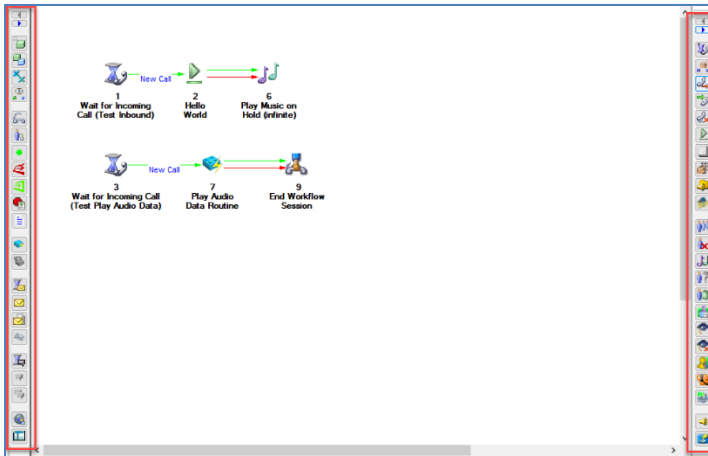 New Call
1
Wait for Incoming
Call (Test Inbound)
2
Hello
World
6
Play Music on
Hold (infinite)
New Call
3
Wait for Incoming Call
(Test Play Audio Data)
7
Play Audio
Data Routine
9
End Workflow
Session